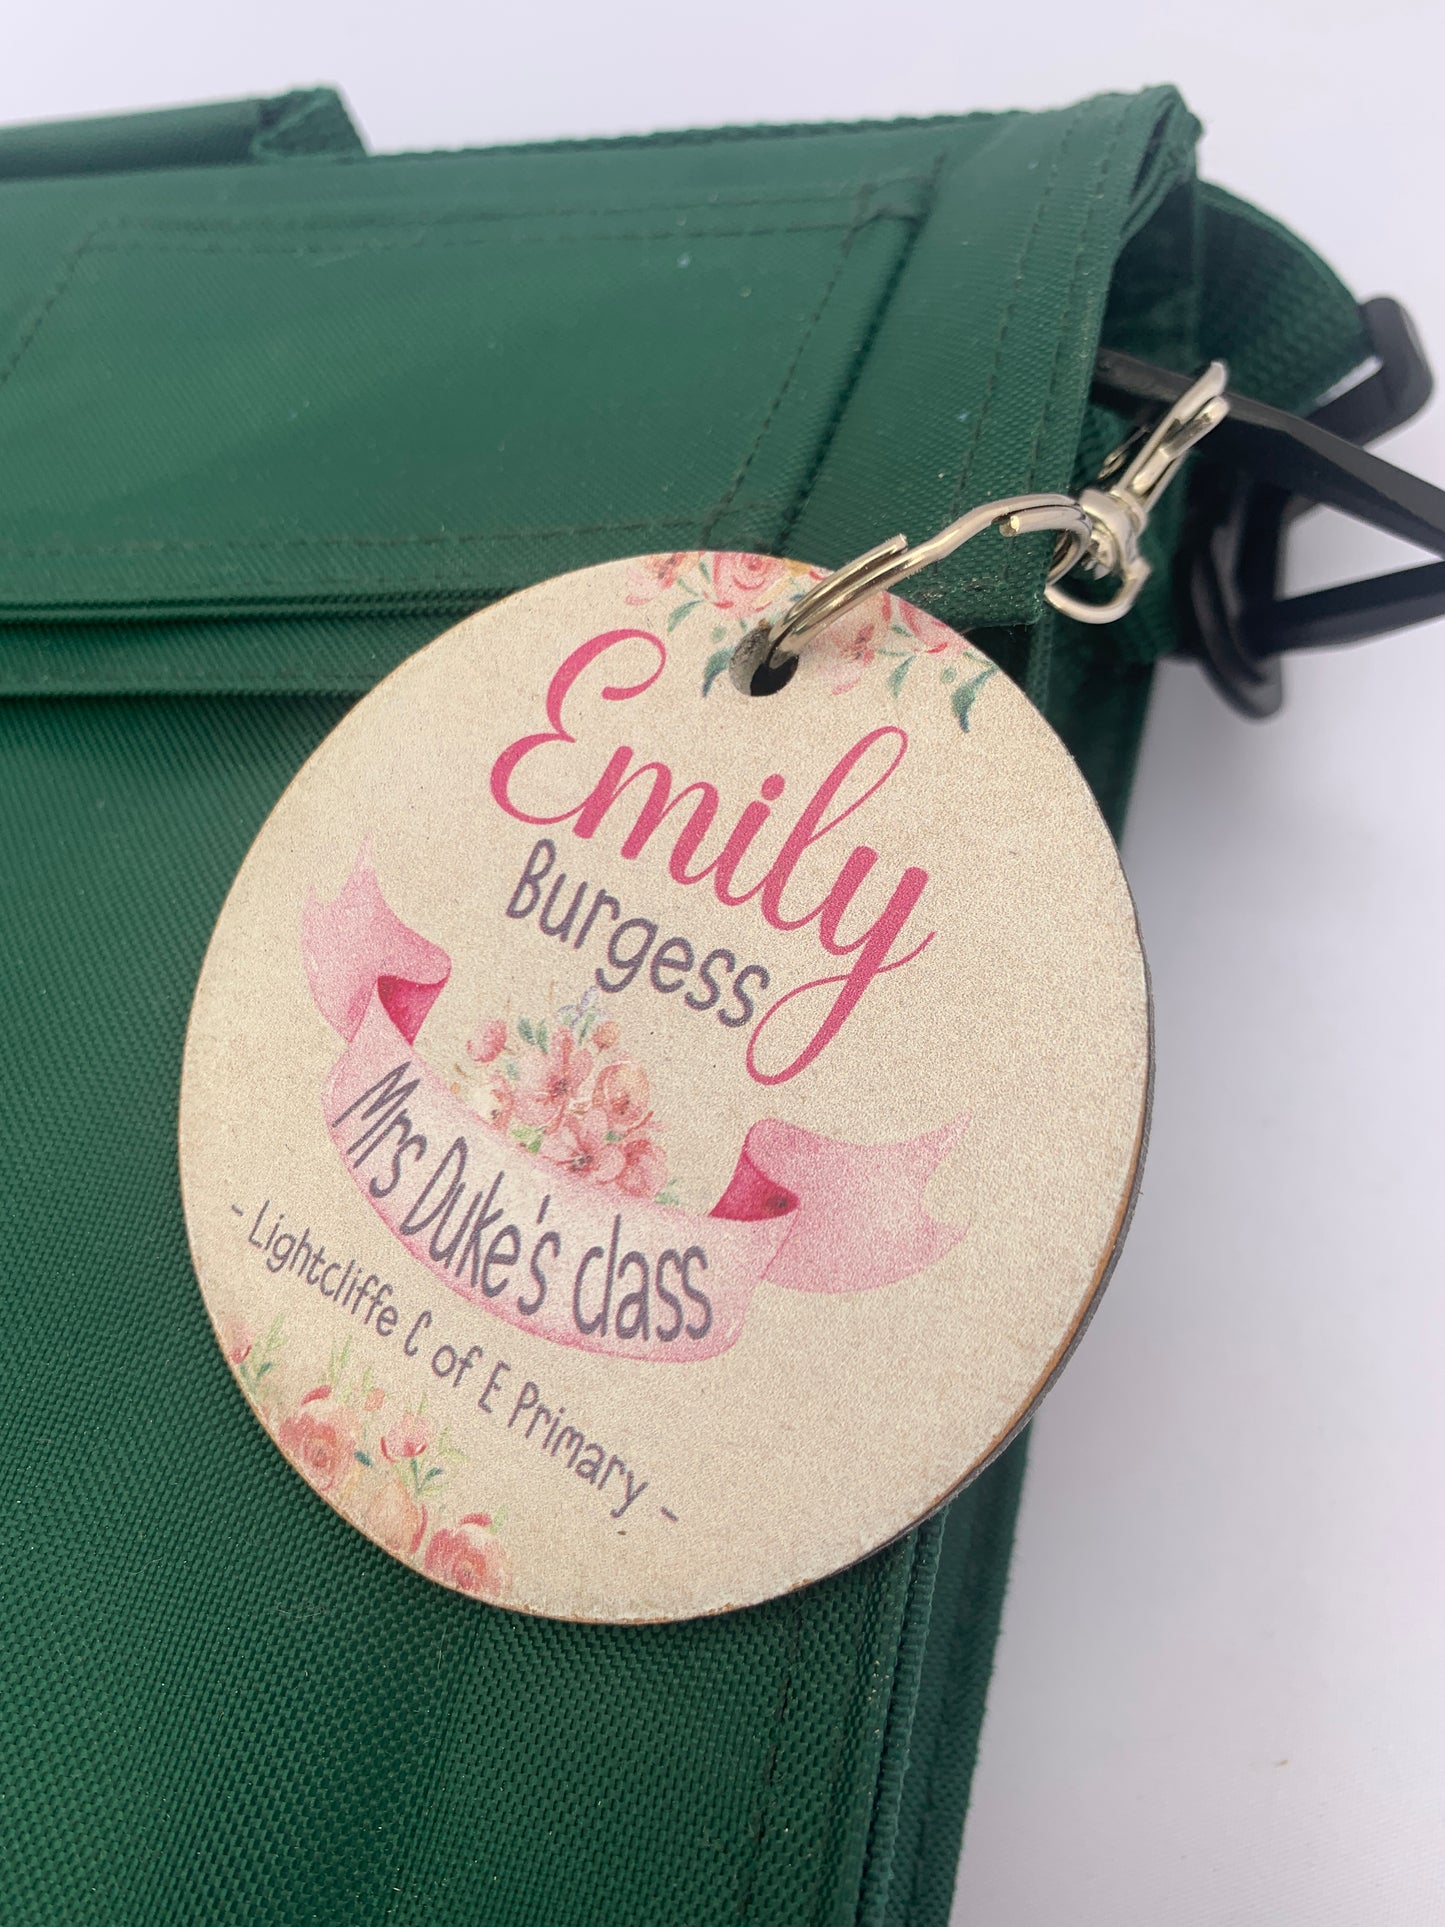 Emily
Burgess
Mrs Duke's class
- Lightcliffe C of E Primary -